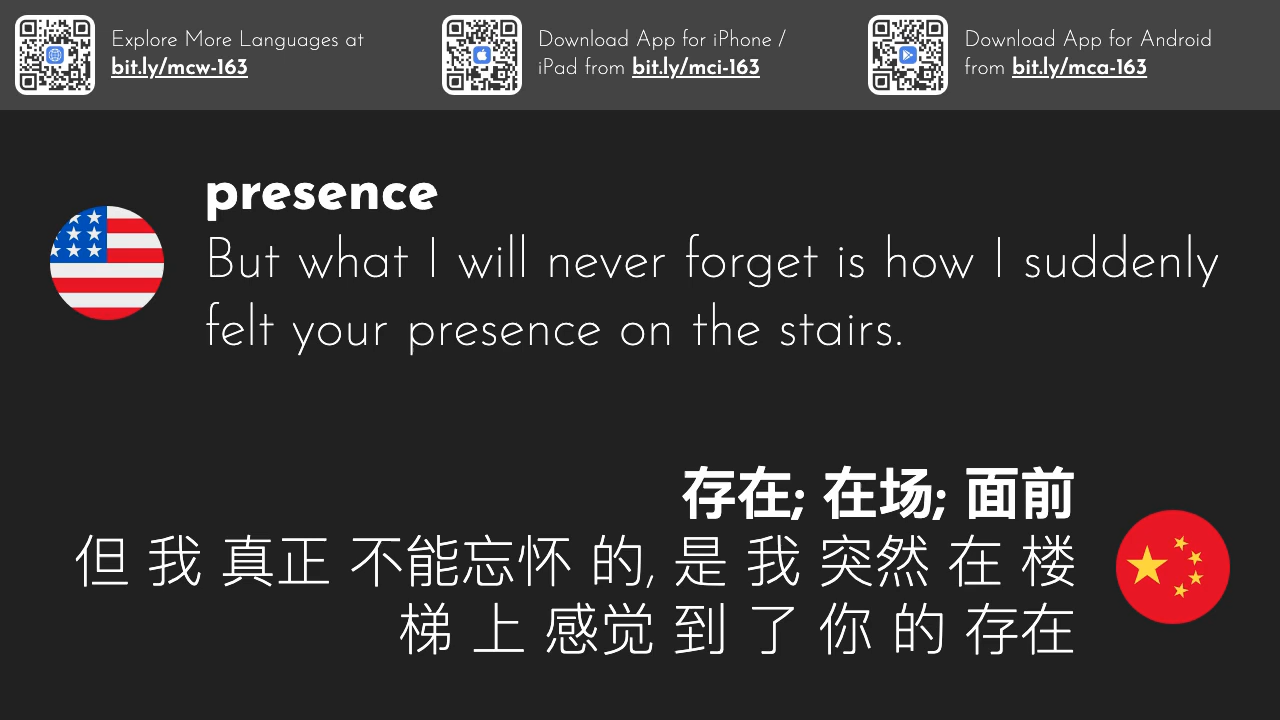 Explore More Languages at
bit.ly/mcw-163
Download App for iPhone /
iPad from bit.ly/mci-163
Download App for Android
from bit.ly/mca-163
presence
But what I will never forget is how I suddenly
felt your presence on the stairs.
存在; 在场; 面前
但 我 真正 不能忘怀 的, 是 我 突然 在 楼
梯 上 感觉 到 了 你 的 存在